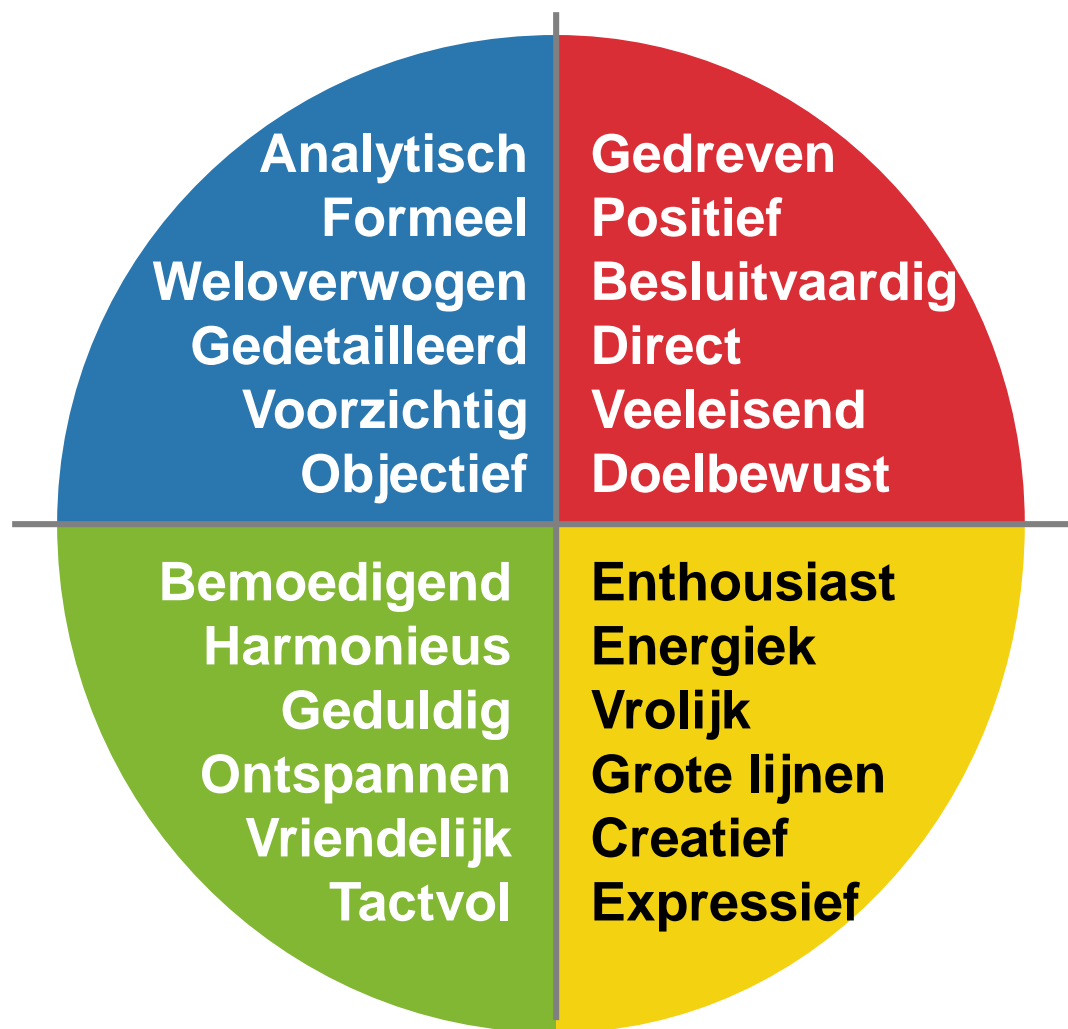 Analytisch
Formeel
Weloverwogen
Gedetailleerd
Voorzichtig
Objectief
Gedreven
Positief
Besluitvaardig
Direct
Veeleisend
Doelbewust
Bemoedigend
Harmonieus
Geduldig
Ontspannen
Vriendelijk
Tactvol
Enthousiast
Energiek
Vrolijk
Grote lijnen
Creatief
Expressief